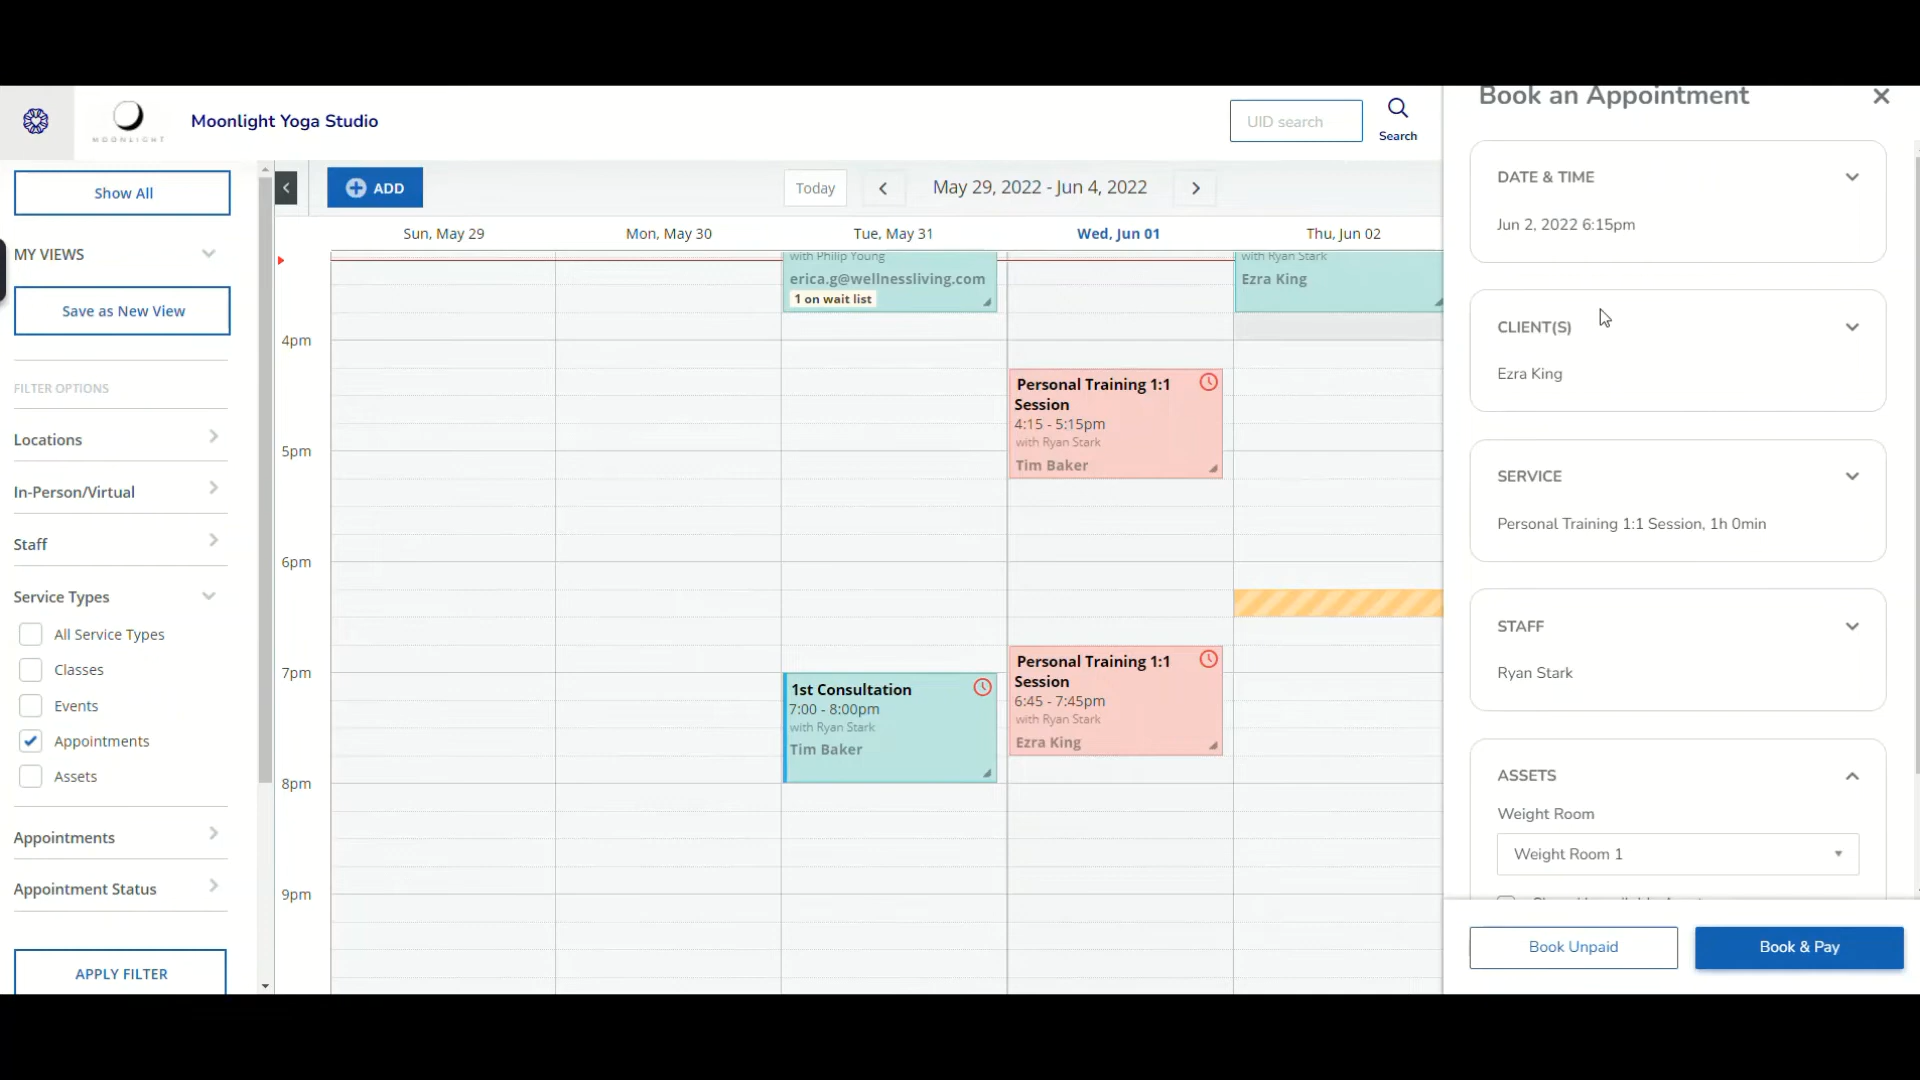 MOONLIGHT
Moonlight Yoga Studio
UID search
Search
Show All
MY VIEWS
Save as New View
FILTER OPTIONS
Locations
In-Person/Virtual
Staff
Service Types
All Service Types
Classes
Events
Appointments
Assets
Appointments
Appointment Status
APPLY FILTER
ADD
Today
May 29, 2022 - Jun 4, 2022
Sun, May 29
Mon, May 30
Tue, May 31
Wed, Jun 01
Thu, Jun 02
4pm
5pm
6pm
7pm
8pm
9pm
with Philip Young
erica.g@wellnessliving.com
1 on wait list
1st Consultation
7:00 - 8:00pm
with Ryan Stark
Tim Baker
Personal Training 1:1
Session
4:15 - 5:15pm
with Ryan Stark
Tim Baker
Personal Training 1:1
Session
6:45 - 7:45pm
with Ryan Stark
Ezra King
with Ryan Stark
Ezra King
Book an Appointment
DATE & TIME
Jun 2, 2022 6:15pm
CLIENT(S)
Ezra King
SERVICE
Personal Training 1:1 Session, 1h 0min
STAFF
Ryan Stark
ASSETS
Weight Room
Weight Room 1
Book Unpaid
Book & Pay